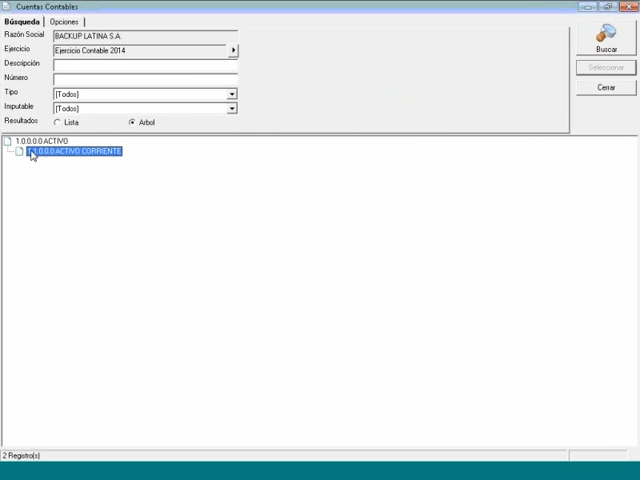 Cuentas Contables
Búsqueda Opciones
Razón Social BACKUP LATINA S.A.
Ejercicio Ejercicio Contable 2014
Descripción
Número
Tipo [Todos]
Imputable [Todos]
Resultados Lista Arbol
Buscar
Seleccionar
Cerrar
1.0.0.0.0 ACTIVO
1.1.0.0.0 ACTIVO CORRIENTE
2 Registro(s)